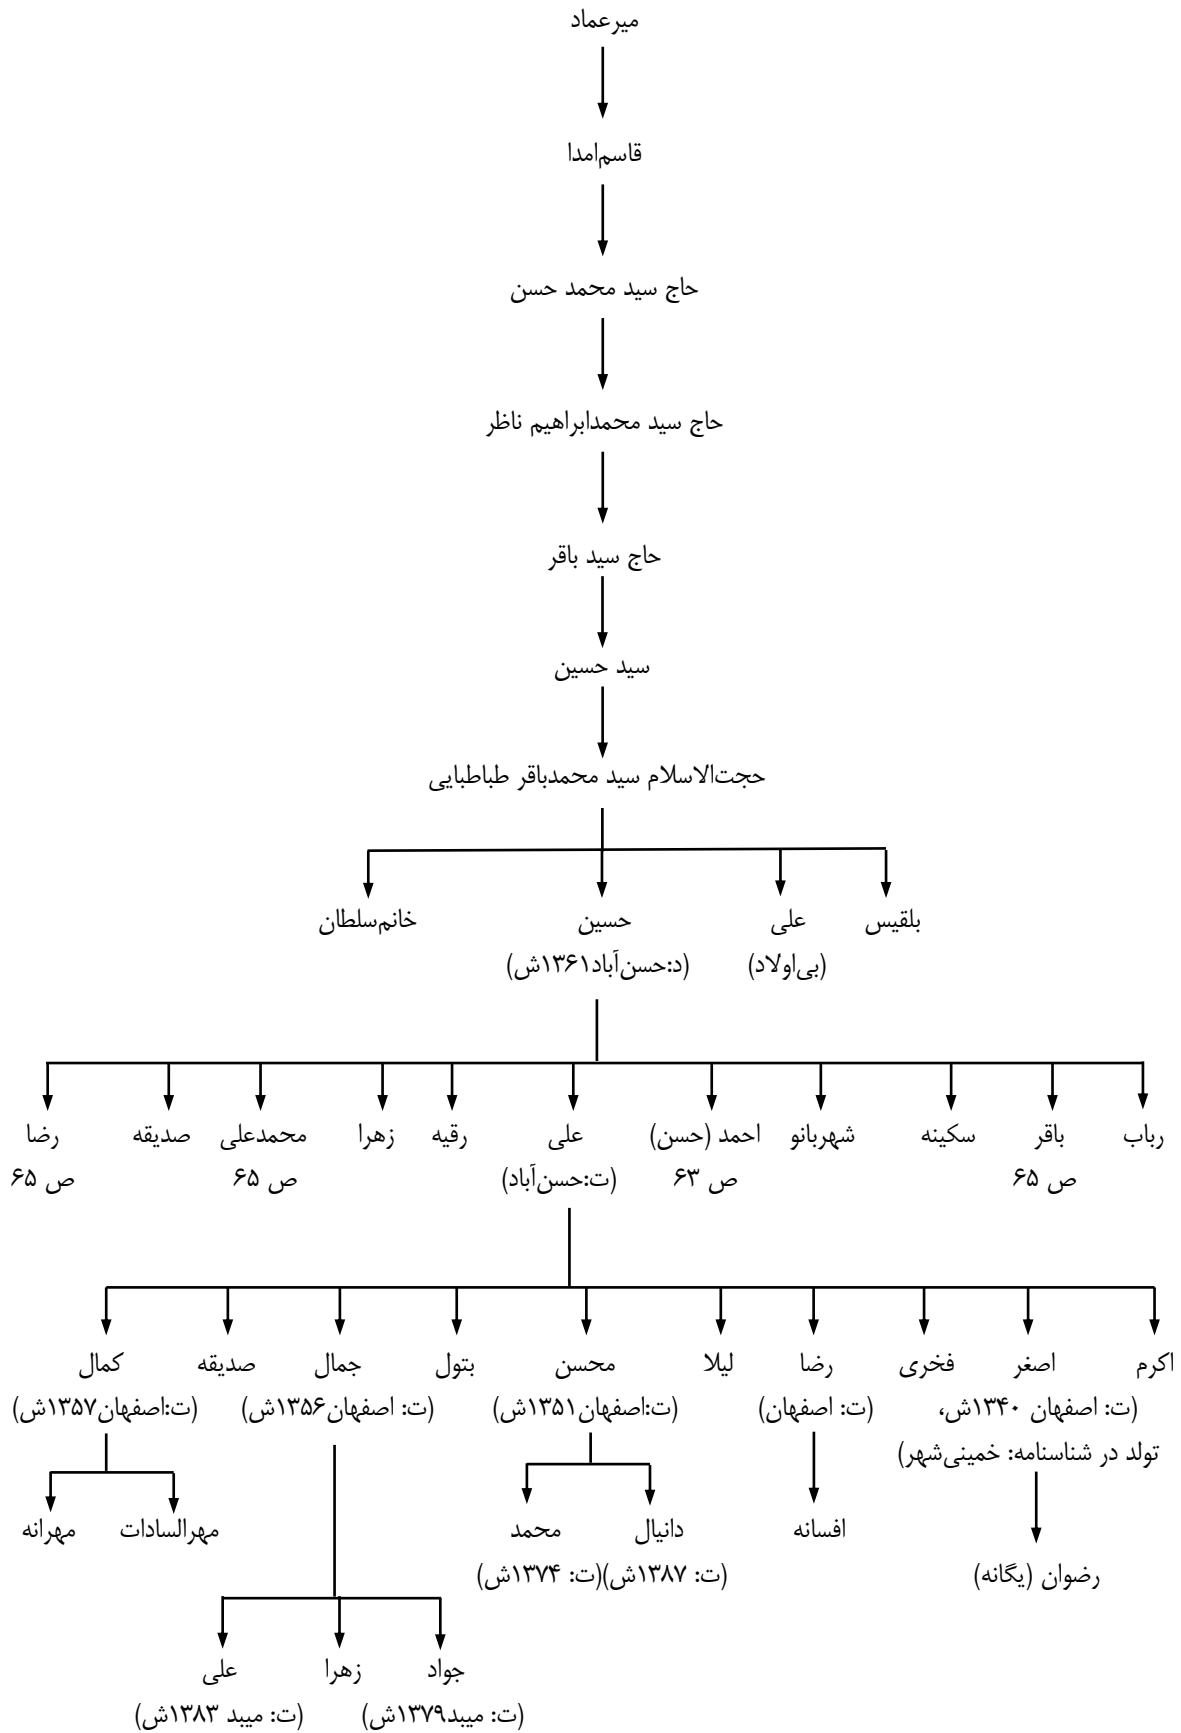 میرعماد
قاسم‌امدا
حاج سید محمد حسن
حاج سید محمدابراهیم ناظر
حاج سید باقر
سید حسین
حجت‌الاسلام سید محمدباقر طباطبایی
بلقیس علی حسین خانم‌سلطان
(بی‌اولاد) (د:حسن‌آباد۱۳۶۱ش)
رباب باقر سکینه شهربانو احمد (حسن) علی رقیه زهرا محمدعلی صدیقه رضا
ص ۶۵ ص ۶۳ (ت:حسن‌آباد) ص ۶۵ ص ۶۵
اکرم اصغر فخری رضا لیلا محسن بتول جمال صدیقه کمال
(ت: اصفهان ۱۳۴۰ش، (ت: اصفهان) (ت:اصفهان۱۳۵۱ش) (ت: اصفهان۱۳۵۶ش) (ت:اصفهان۱۳۵۷ش)
تولد در شناسنامه: خمینی‌شهر)
افسانه دانیال محمد مهرالسادات مهرانه
رضوان (یگانه) (ت: ۱۳۸۷ش)(ت: ۱۳۷۴ش)
جواد زهرا علی
(ت: میبد۱۳۷۹ش) (ت: میبد ۱۳۸۳ش)